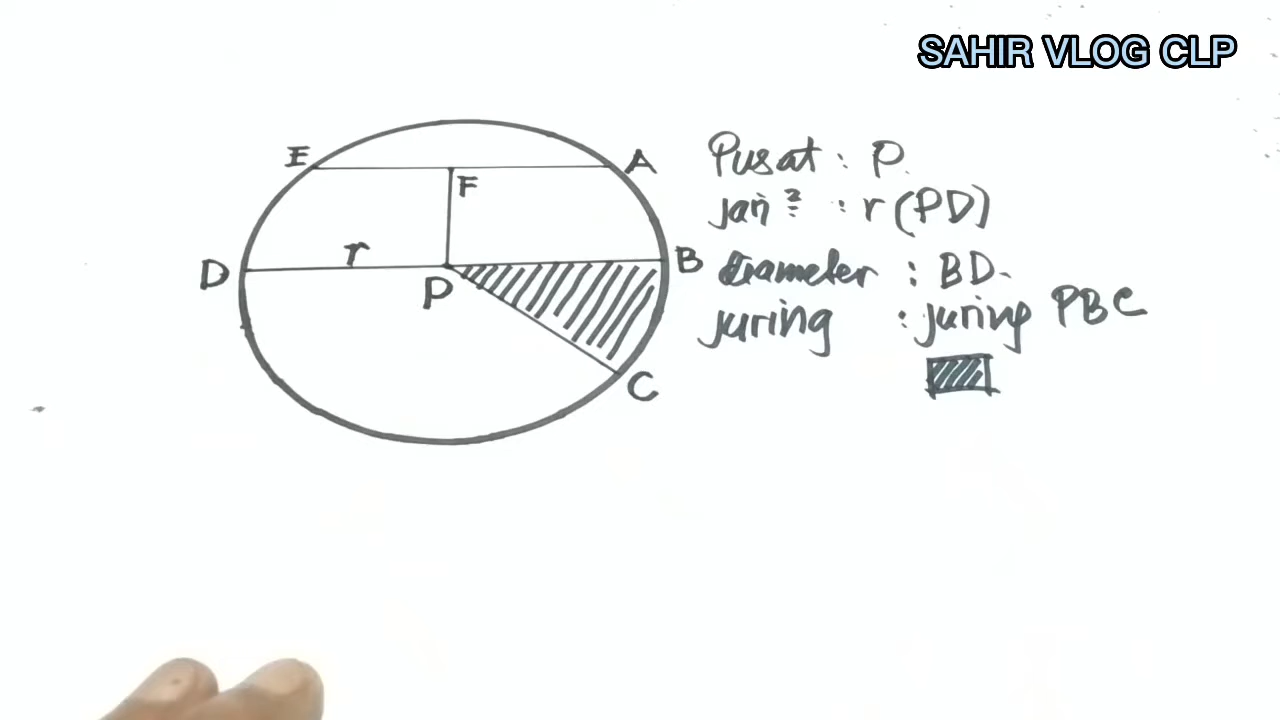 SAHIR VLOG CLP
E
A
F
Pusat : P.
jari² : r (PD)
D
r
P
B
diameter : BD.
juring : juring PBC
C